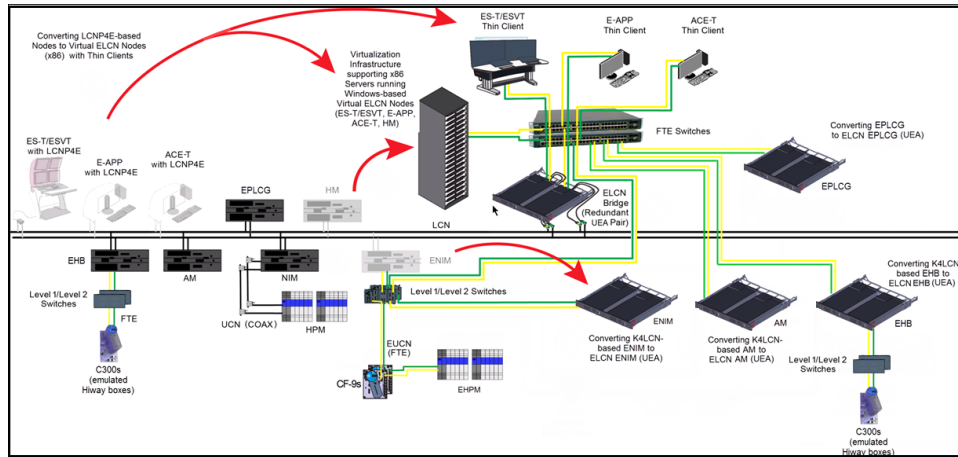 Converting LCNP4E-based
Nodes to Virtual ELCN Nodes
(x86) with Thin Clients
Virtualization
Infrastructure
supporting x86
Servers running
Windows-based
Virtual ELCN Nodes
(ES-T/ESVT, E-APP,
ACE-T, HM)
ES-T/ESVT
Thin Client
E-APP
Thin Client
ACE-T
Thin Client
FTE Switches
Converting EPLCG
to ELCN EPLCG (UEA)
EPLCG
ES-T/ESVT
with LCNP4E
E-APP
with LCNP4E
ACE-T
with LCNP4E
EPLCG
HM
LCN
ELCN
Bridge
(Redundant
UEA Pair)
EHB
AM
NIM
ENIM
Level 1/Level 2
Switches
FTE
C300s
(emulated
Hiway boxes)
UCN (COAX)
HPM
Level 1/Level 2 Switches
EUCN
(FTE)
CF-9s
EHPM
ENIM
Converting K4LCN-
based ENIM to
ELCN ENIM (UEA)
AM
Converting K4LCN-
based AM to
ELCN AM (UEA)
Converting K4LCN-
based EHB to
ELCN EHB (UEA)
EHB
Level 1/Level 2
Switches
C300s
(emulated
Hiway boxes)